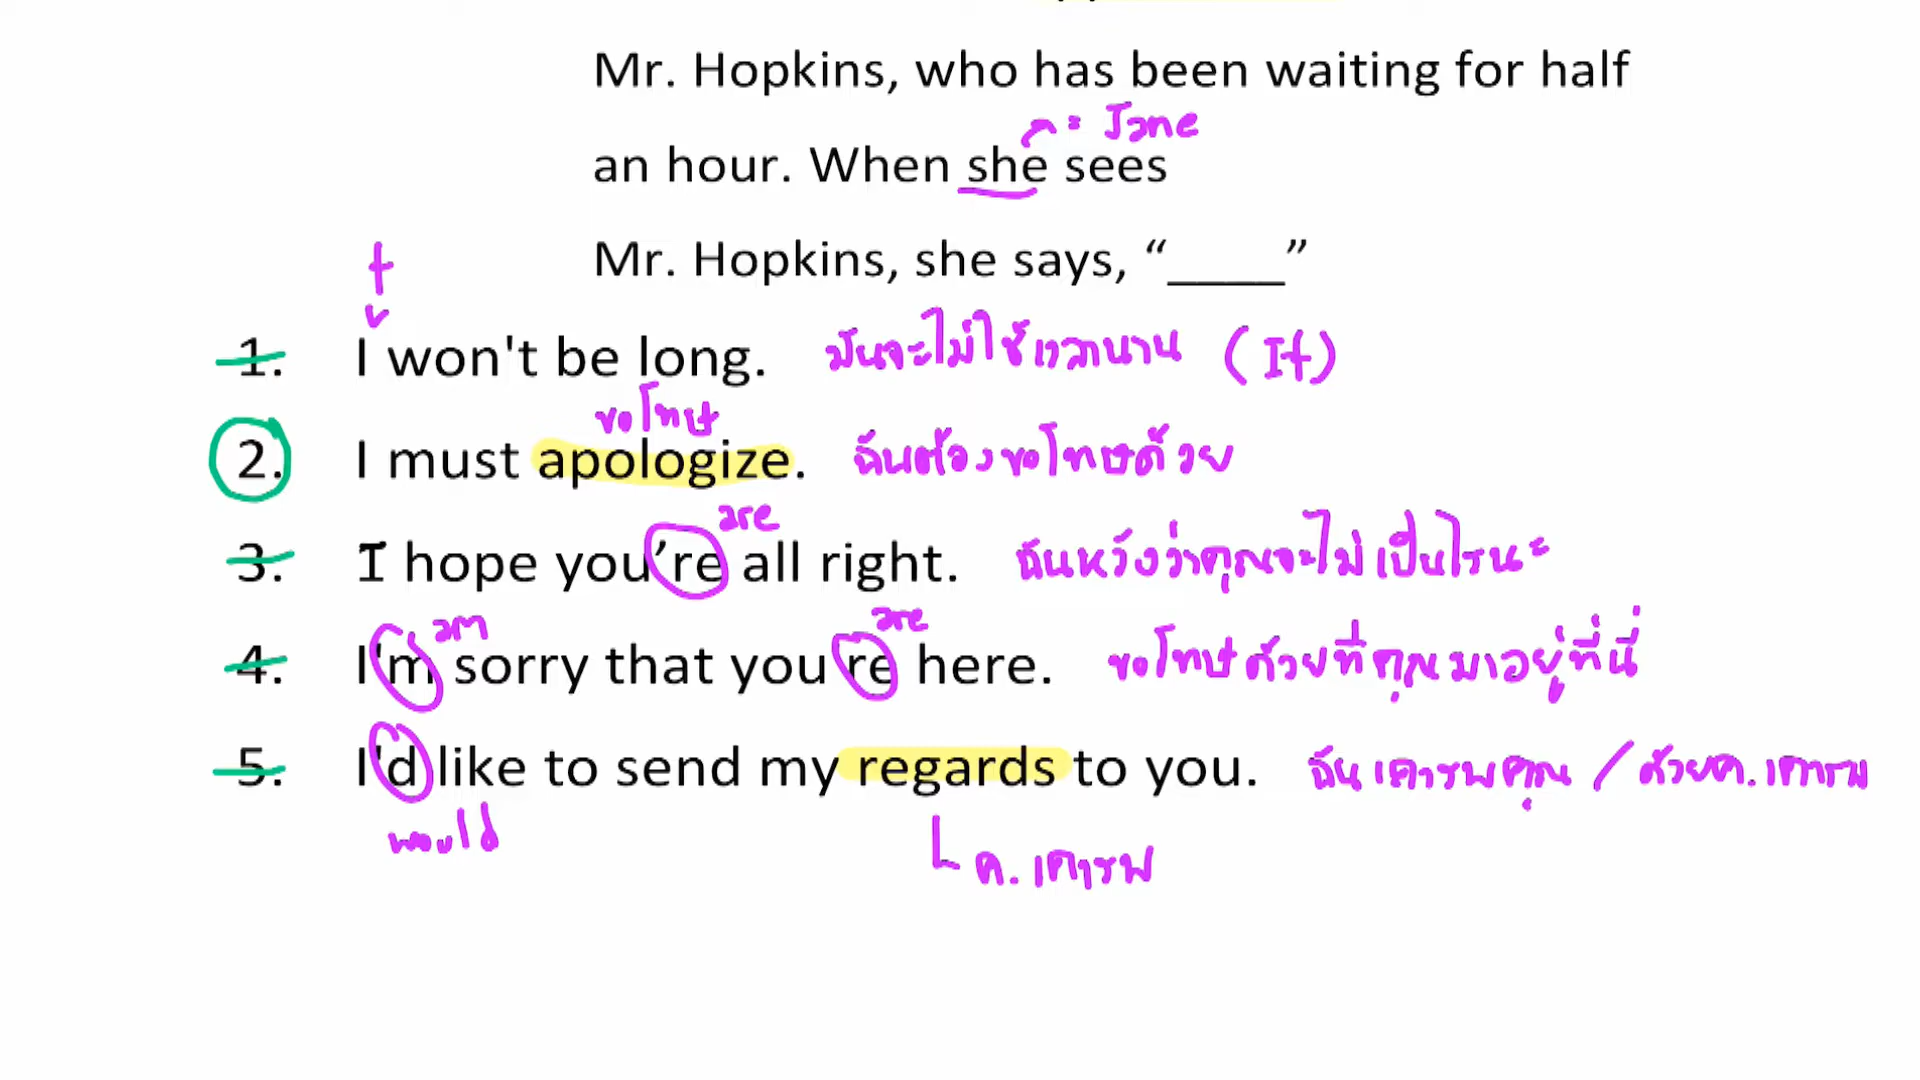 Mr. Hopkins, who has been waiting for half
= Jane
an hour. When she sees
Mr. Hopkins, she says, “____”
t
1. I won't be long. มันจะไม่ใช้เวลานาน (It)
ขอโทษ
2. I must apologize. ฉันต้องขอโทษด้วย
are
3. I hope you’re all right. ฉันหวังว่าคุณจะไม่เป็นไรนะ
am are
4. I'm sorry that you're here. ขอโทษด้วยที่คุณมาอยู่ที่นี่
5. I'd like to send my regards to you. ฉันเคารพคุณ / ด้วยค.เคารพ
would
ค.เคารพ